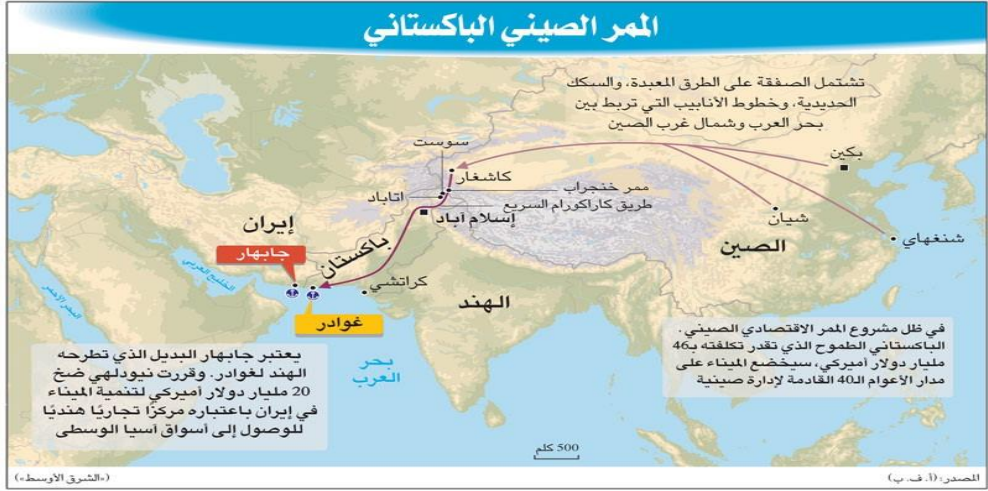 الممر الصيني الباكستاني
تشتمل الصفقة على الطرق المعبدة، والسكك
الحديدية، وخطوط الأنابيب التي تربط بين
بحر العرب وشمال غرب الصين
بكين
سوست
كاشغار
ممر خنجراب
اتاباد
طريق كاراكورام السريع
إسلام آباد
شيان
شنغهاي
الصين
إيران
باكستان
جابهار
الخليج العربي
البحر الأحمر
كراتشي
الهند
غوادر
بحر
العرب
في ظل مشروع الممر الاقتصادي الصيني.
الباكستاني الطموح الذي تقدر تكلفته بـ46
مليار دولار أميركي، سيخضع الميناء على
مدار الأعوام الـ40 القادمة لإدارة صينية
يعتبر جابهار البديل الذي تطرحه
الهند لغوادر. وقررت نيودلهي ضخ
20 مليار دولار أميركي لتنمية الميناء
في إيران باعتباره مركزًا تجاريًا هنديًا
للوصول إلى أسواق آسيا الوسطى
500 كلم
المصدر: (أ. ف. ب)
(«الشرق الأوسط»)